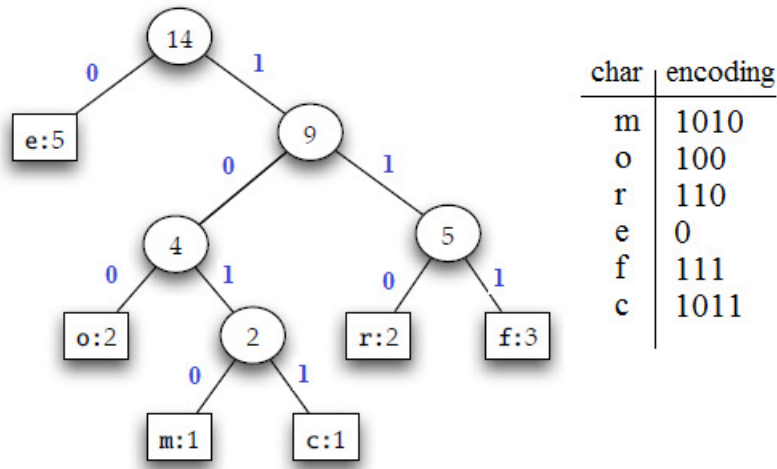 14
0 1
e:5
9
0 1
4 5
0 1 0 1
o:2 2 r:2 f:3
0 1
m:1 c:1
char encoding
m 1010
o 100
r 110
e 0
f 111
c 1011